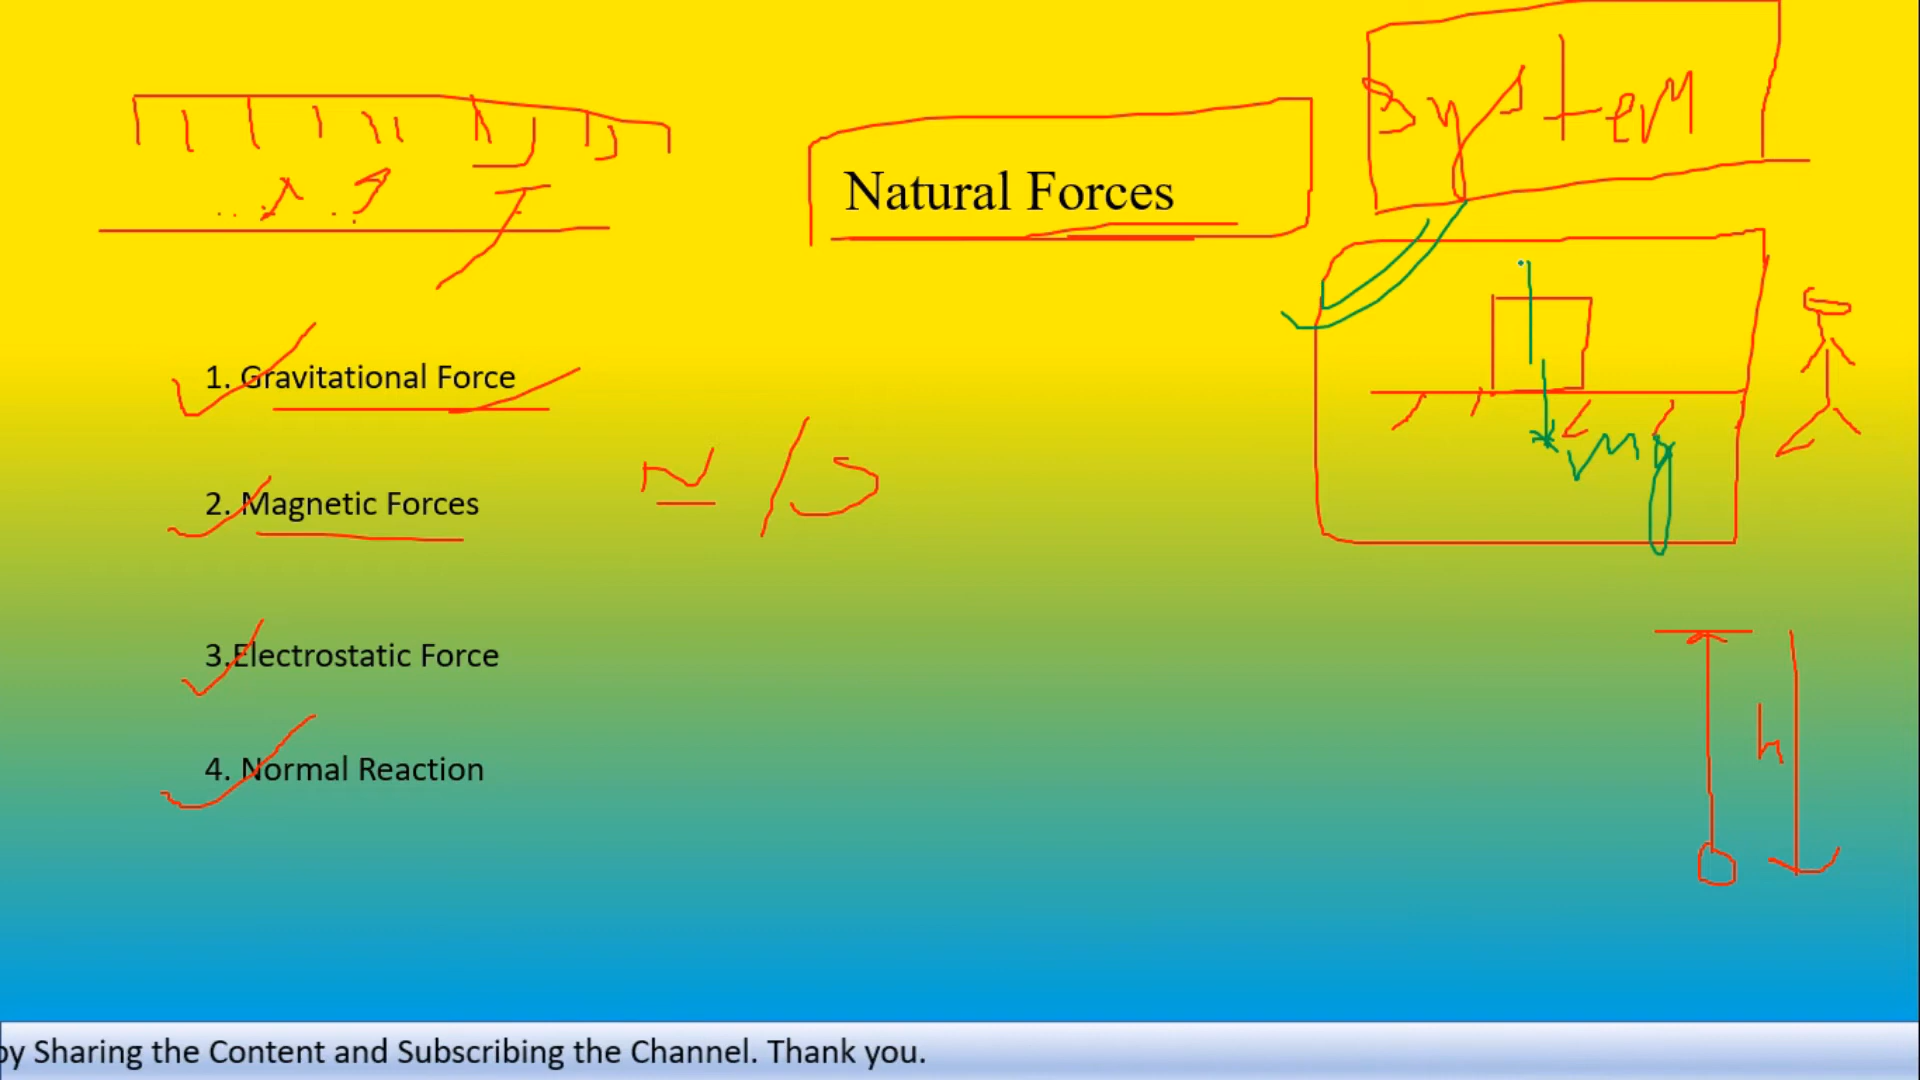 System
Natural Forces
1. Gravitational Force
mg
2. Magnetic Forces
N/S
3.Electrostatic Force
h
4. Normal Reaction
by Sharing the Content and Subscribing the Channel. Thank you.